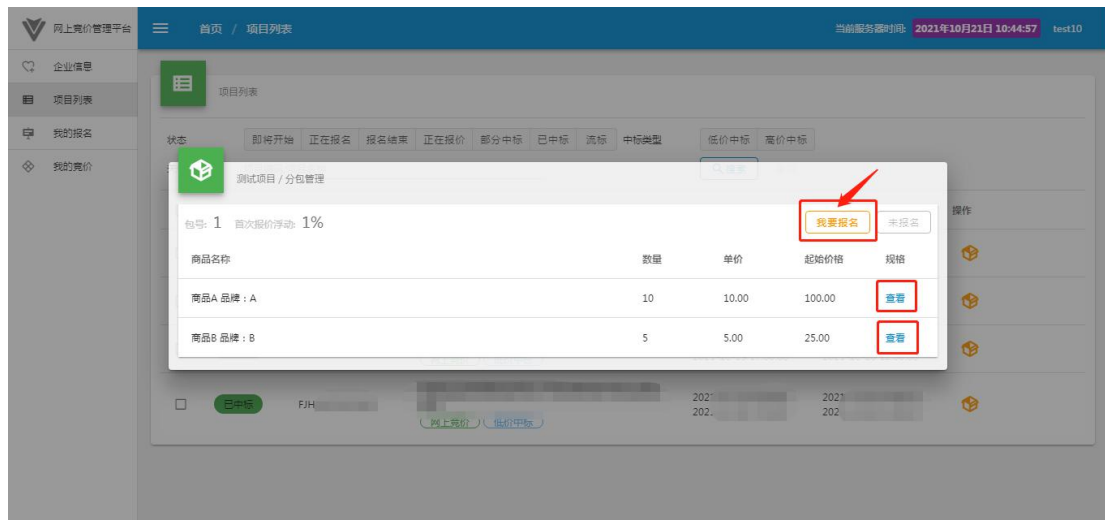 网上竞价管理平台
首页 / 项目列表
当前服务器时间: 2021年10月21日 10:44:57 test10
企业信息
项目列表
我的报名
我的竞价
项目列表
状态 即将开始 正在报名 报名结束 正在报价 部分中标 已中标 流标 中标类型 低价中标 高价中标
测试项目 / 分包管理
操作
包号: 1 首次报价浮动: 1%
我要报名 未报名
商品名称 数量 单价 起始价格 规格
商品A 品牌：A 10 10.00 100.00 查看
商品B 品牌：B 5 5.00 25.00 查看
已中标 FJH
2021 2021
202 202
网上竞价 低价中标